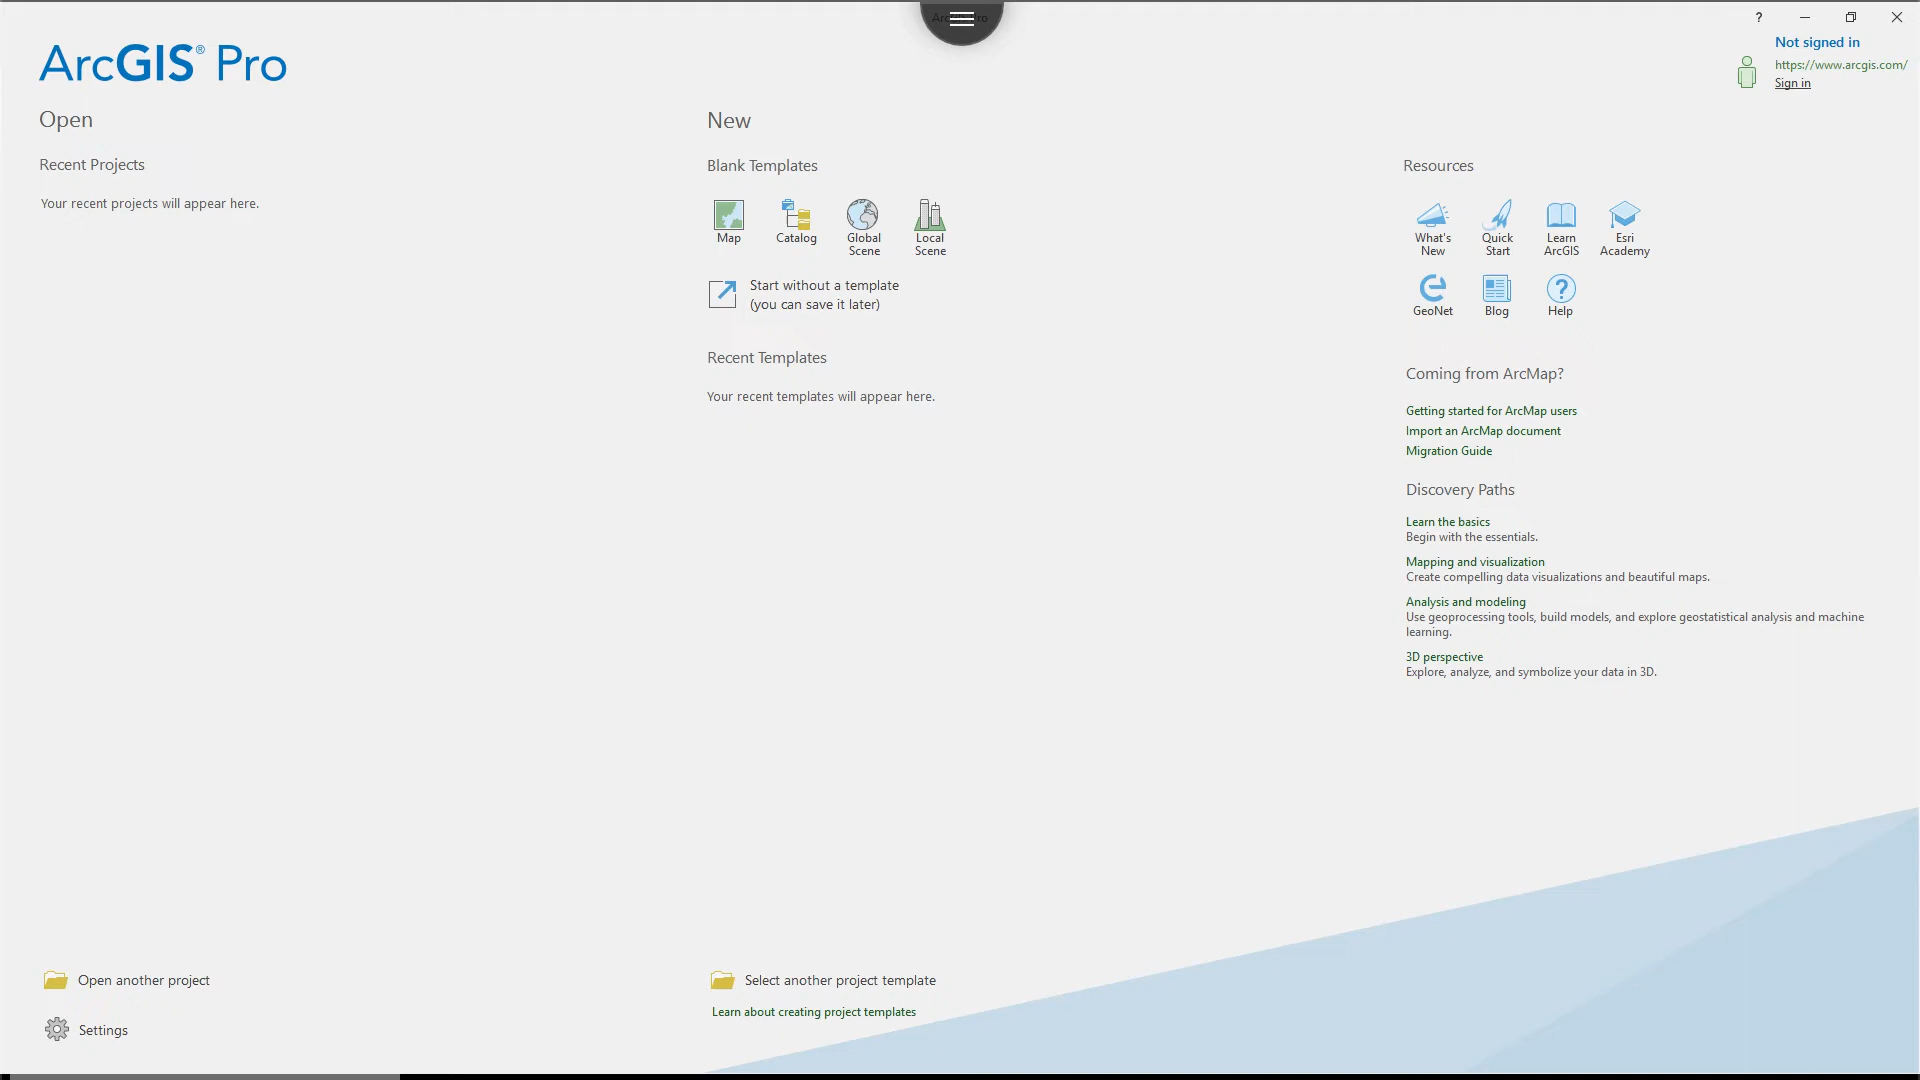 ArcGIS® Pro
?
Not signed in
https://www.arcgis.com/
Sign in
Open
Recent Projects
Your recent projects will appear here.
New
Blank Templates
Map
Catalog
Global
Scene
Local
Scene
Start without a template
(you can save it later)
Recent Templates
Your recent templates will appear here.
Resources
What's
New
Quick
Start
Learn
ArcGIS
Esri
Academy
GeoNet
Blog
Help
Coming from ArcMap?
Getting started for ArcMap users
Import an ArcMap document
Migration Guide
Discovery Paths
Learn the basics
Begin with the essentials.
Mapping and visualization
Create compelling data visualizations and beautiful maps.
Analysis and modeling
Use geoprocessing tools, build models, and explore geostatistical analysis and machine
learning.
3D perspective
Explore, analyze, and symbolize your data in 3D.
Open another project
Settings
Select another project template
Learn about creating project templates